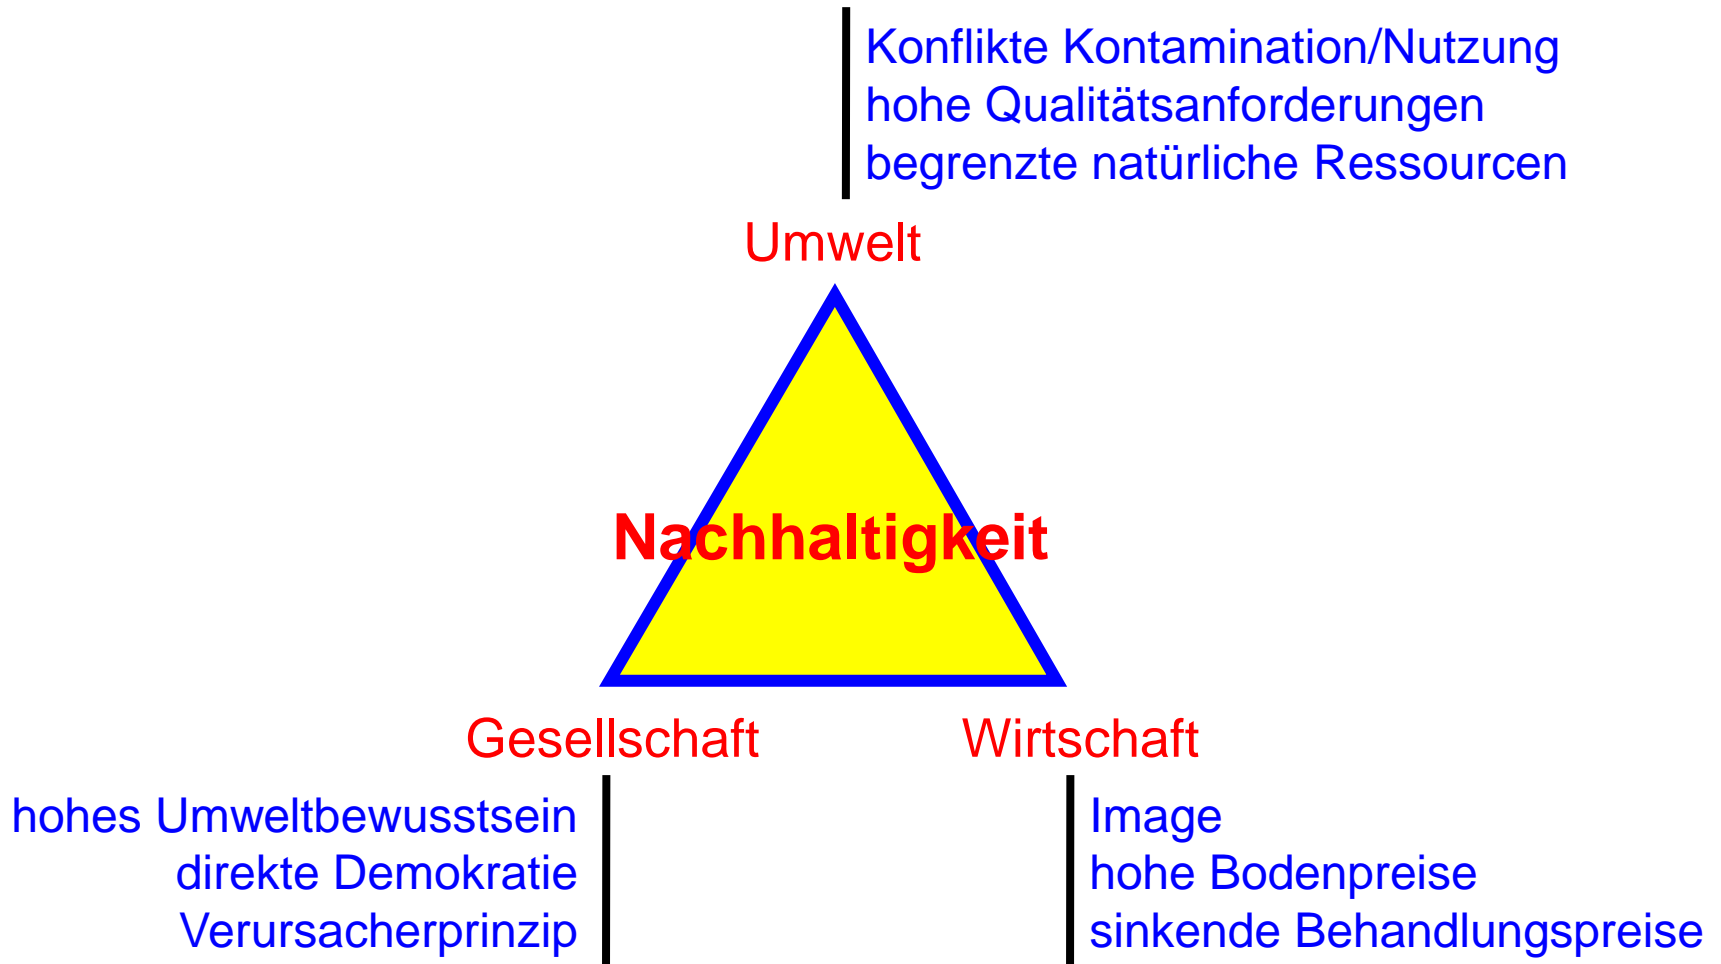 Konflikte Kontamination/Nutzung
hohe Qualitätsanforderungen
begrenzte natürliche Ressourcen
Umwelt
Nachhaltigkeit
Gesellschaft
Wirtschaft
hohes Umweltbewusstsein
direkte Demokratie
Verursacherprinzip
Image
hohe Bodenpreise
sinkende Behandlungspreise